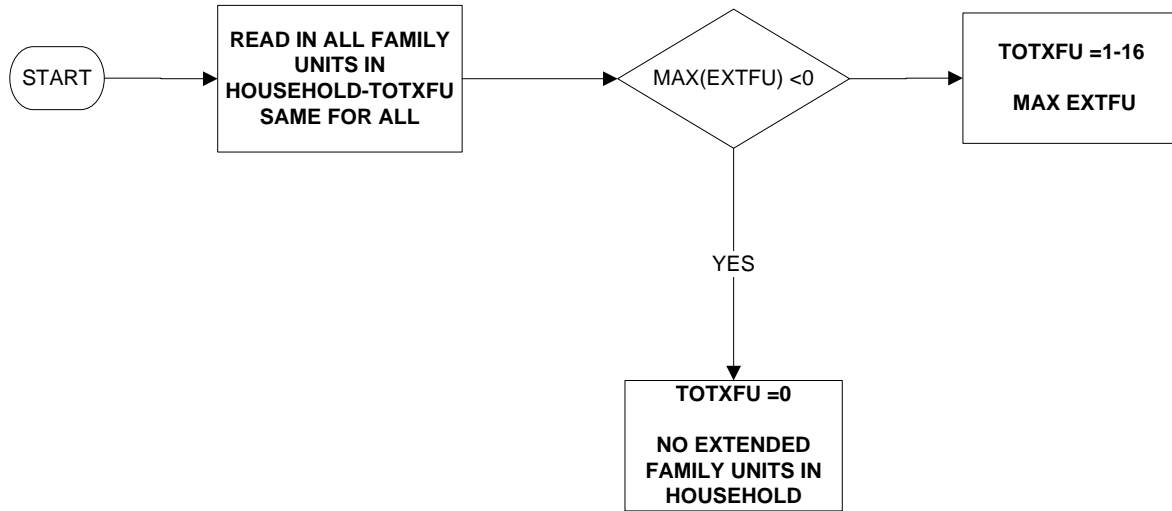 START
READ IN ALL FAMILY
UNITS IN
HOUSEHOLD-TOTXFU
SAME FOR ALL
MAX(EXTFU) <0
TOTXFU =1-16
MAX EXTFU
YES
TOTXFU =0
NO EXTENDED
FAMILY UNITS IN
HOUSEHOLD